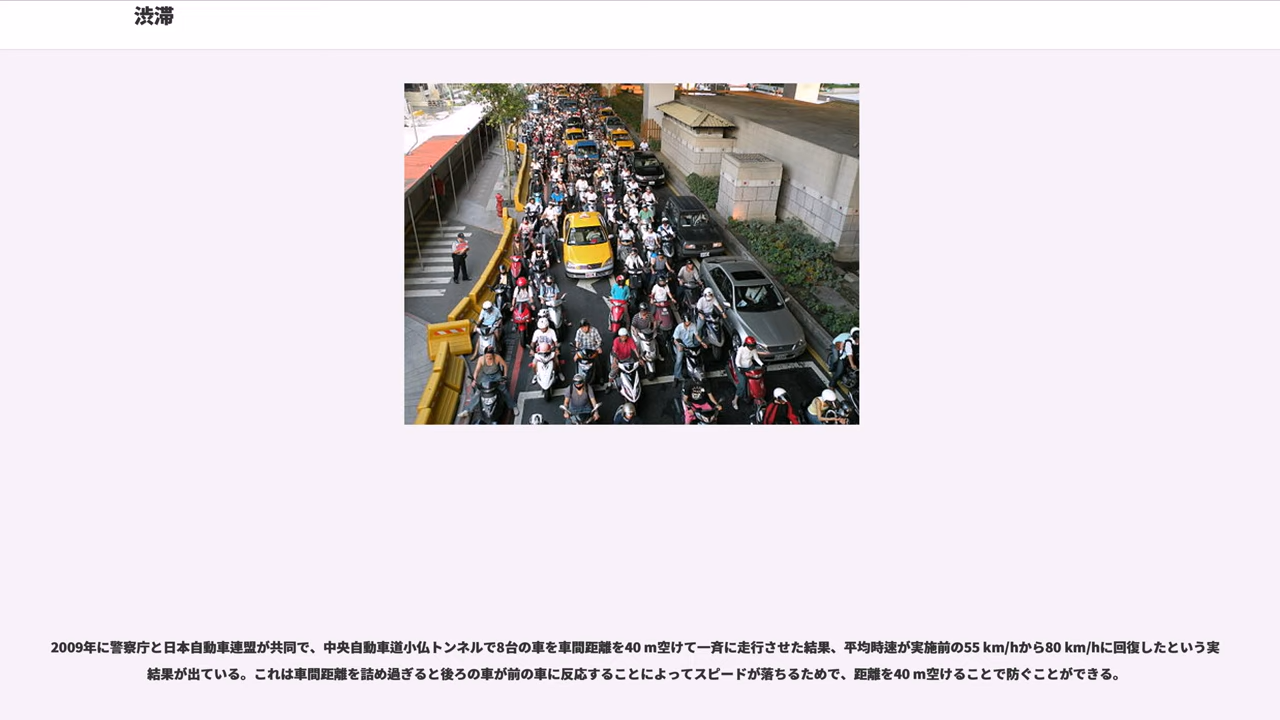 渋滞
2009年に警察庁と日本自動車連盟が共同で、中央自動車道小仏トンネルで8台の車を車間距離を40 m空けて一斉に走行させた結果、平均時速が実施前の55 km/hから80 km/hに回復したという実
結果が出ている。これは車間距離を詰め過ぎると後ろの車が前の車に反応することによってスピードが落ちるためで、距離を40 m空けることで防ぐことができる。